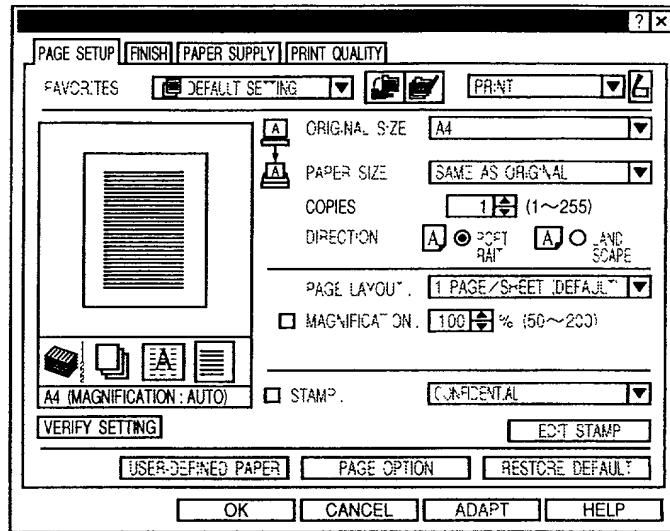 ? ×
PAGE SETUP FINISH PAPER SUPPLY PRINT QUALITY
FAVORITES DEFAULT SETTING PRINT
A ORIGINAL SIZE A4
A PAPER SIZE SAME AS ORIGINAL
COPIES 1 (1~255)
DIRECTION A PORT A LAND
RAIT SCAPE
PAGE LAYOUT. 1 PAGE/SHEET (DEFAULT)
MAGNIFICATION. 100 % (50~200)
A
A4 (MAGNIFICATION : AUTO) STAMP. CONFIDENTIAL
VERIFY SETTING EDIT STAMP
USER-DEFINED PAPER PAGE OPTION RESTORE DEFAULT
OK CANCEL ADAPT HELP